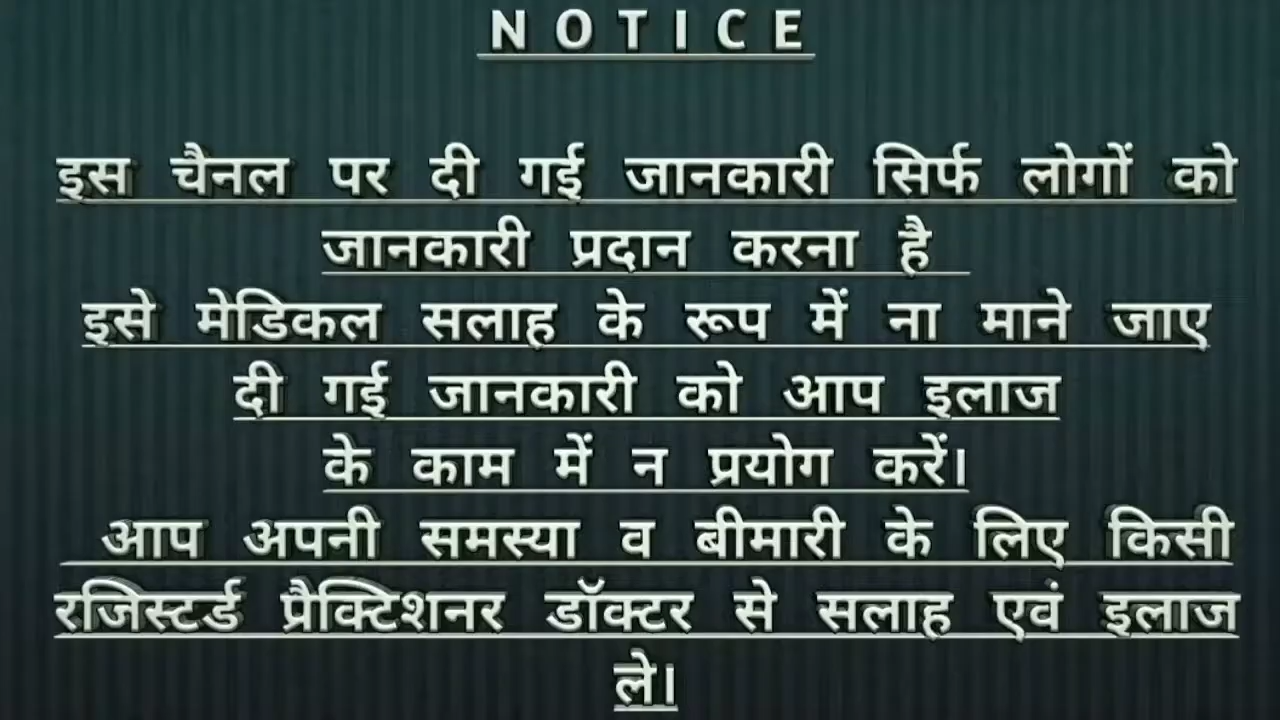 NOTICE
इस चैनल पर दी गई जानकारी सिर्फ लोगों को
जानकारी प्रदान करना है
इसे मेडिकल सलाह के रूप में ना माने जाए
दी गई जानकारी को आप इलाज
के काम में न प्रयोग करें।
आप अपनी समस्या व बीमारी के लिए किसी
रजिस्टर्ड प्रैक्टिशनर डॉक्टर से सलाह एवं इलाज
ले।